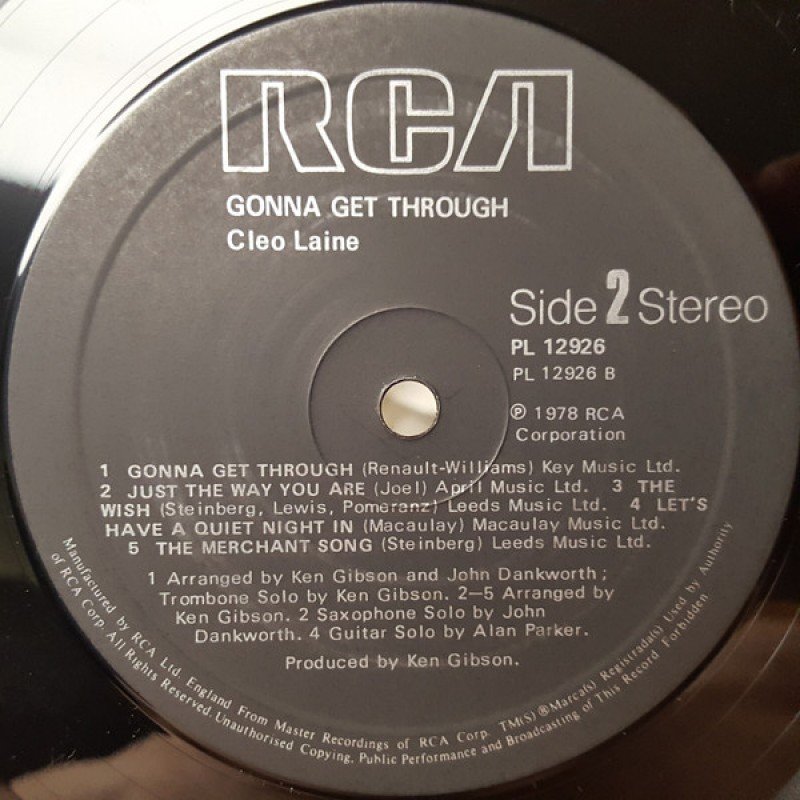 RCA
GONNA GET THROUGH
Cleo Laine
Side 2 Stereo
PL 12926
PL 12926 B
℗ 1978 RCA
Corporation
1 GONNA GET THROUGH (Renault-Williams) Key Music Ltd.
2 JUST THE WAY YOU ARE (Joel) April Music Ltd. 3 THE
WISH (Steinberg, Lewis, Pomeranz) Leeds Music Ltd. 4 LET'S
HAVE A QUIET NIGHT IN (Macaulay) Macaulay Music Ltd.
5 THE MERCHANT SONG (Steinberg) Leeds Music Ltd.
1 Arranged by Ken Gibson and John Dankworth;
Trombone Solo by Ken Gibson. 2–5 Arranged by
Ken Gibson. 2 Saxophone Solo by John
Dankworth. 4 Guitar Solo by Alan Parker.
Produced by Ken Gibson.
Manufactured by RCA Ltd. England From Master Recordings of RCA Corp. TM(S)®Marca(s) Registrada(s) Used by Authority
of RCA Corp. All Rights Reserved. Unauthorised Copying, Public Performance and Broadcasting of This Record Forbidden